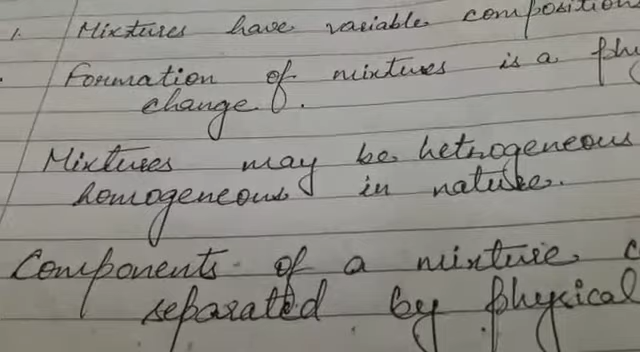 1. Mixtures have variable composition
Formation of mixtures is a
change.
Mixtures may be hetrogeneous
homogeneous in nature.
Components of a mixture
separated by physical